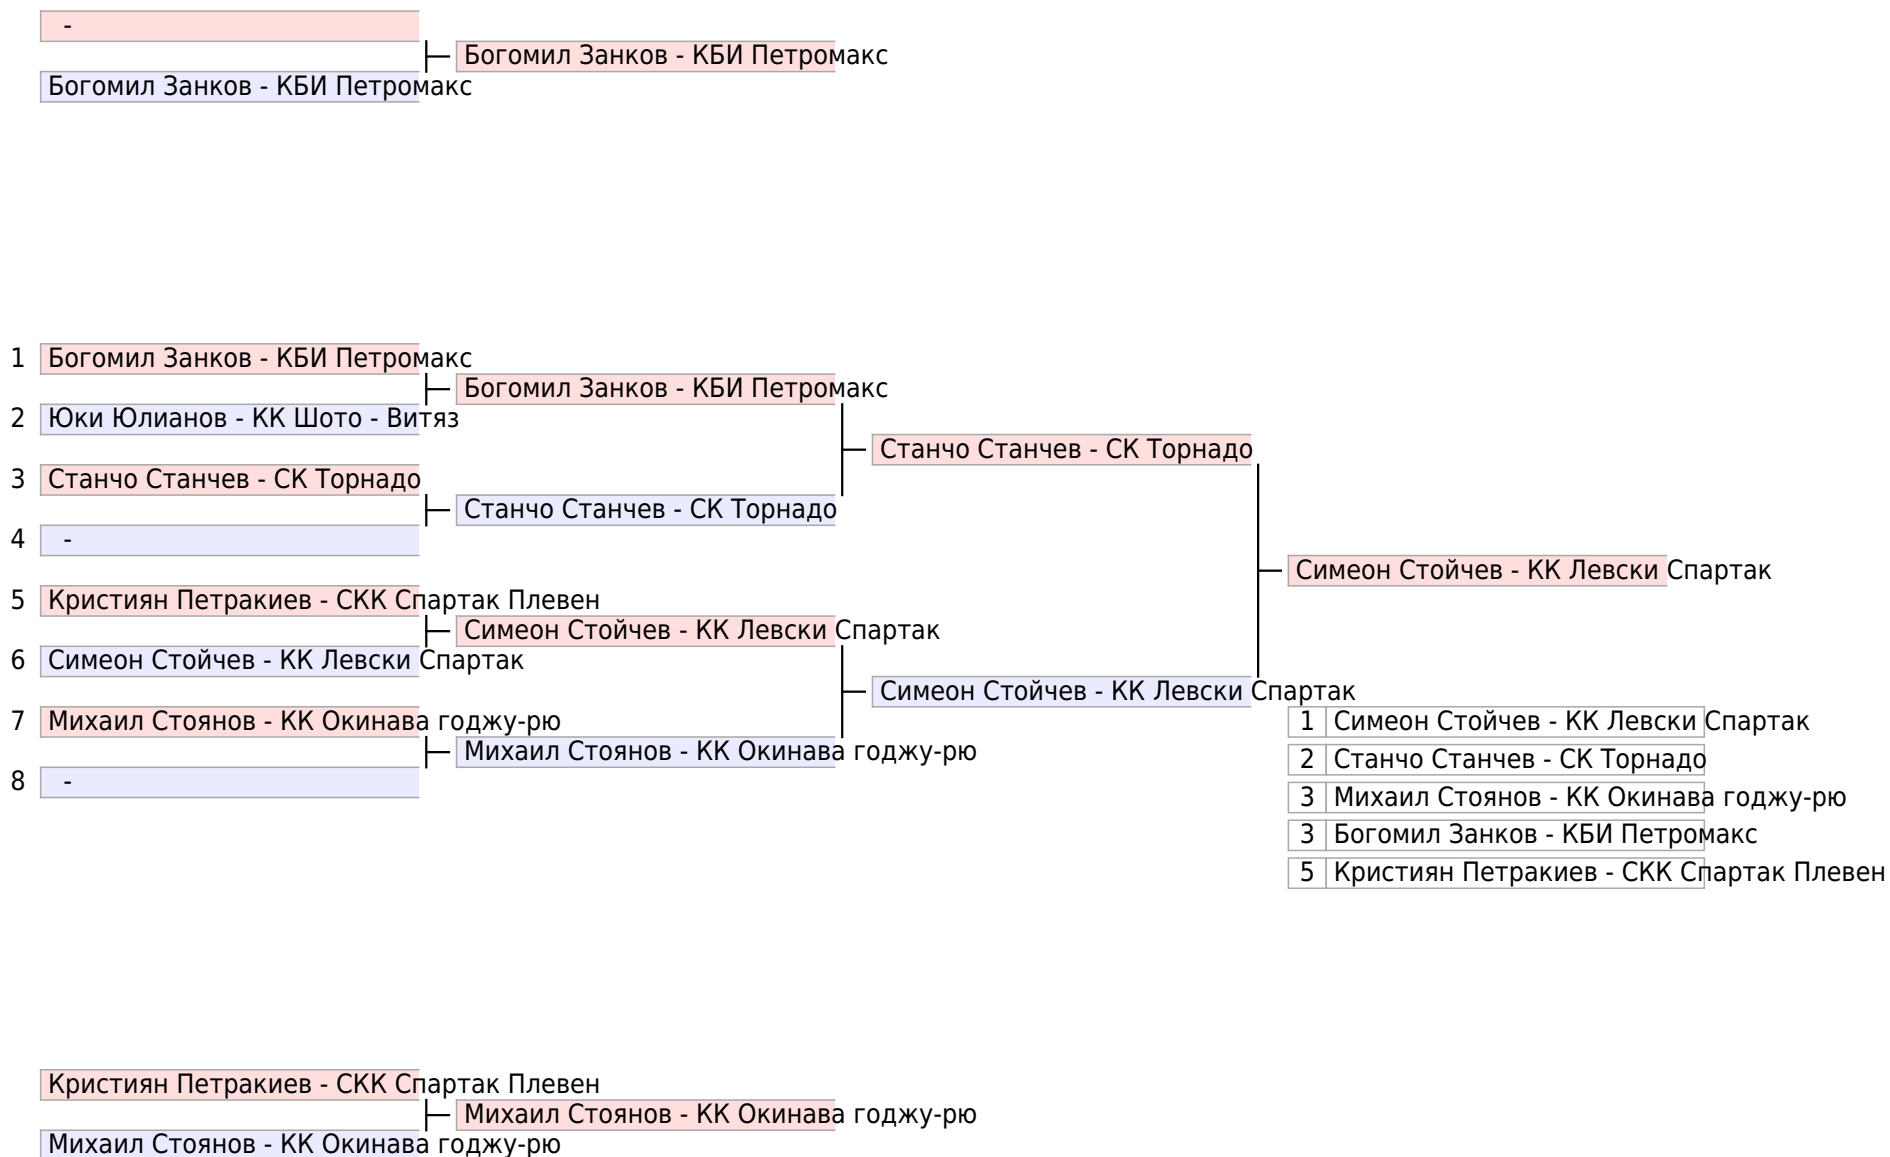 -
Богомил Занков - КБИ Петромакс
Богомил Занков - КБИ Петромакс
1 Богомил Занков - КБИ Петромакс
Богомил Занков - КБИ Петромакс
2 Юки Юлианов - КК Шото - Витяз
Станчо Станчев - СК Торнадо
3 Станчо Станчев - СК Торнадо
Станчо Станчев - СК Торнадо
4 -
Симеон Стойчев - КК Левски Спартак
5 Кристиян Петракиев - СКК Спартак Плевен
Симеон Стойчев - КК Левски Спартак
6 Симеон Стойчев - КК Левски Спартак
Симеон Стойчев - КК Левски Спартак
7 Михаил Стоянов - КК Окинава годжу-рю
Михаил Стоянов - КК Окинава годжу-рю
8 -
1 Симеон Стойчев - КК Левски Спартак
2 Станчо Станчев - СК Торнадо
3 Михаил Стоянов - КК Окинава годжу-рю
3 Богомил Занков - КБИ Петромакс
5 Кристиян Петракиев - СКК Спартак Плевен
Кристиян Петракиев - СКК Спартак Плевен
Михаил Стоянов - КК Окинава годжу-рю
Михаил Стоянов - КК Окинава годжу-рю